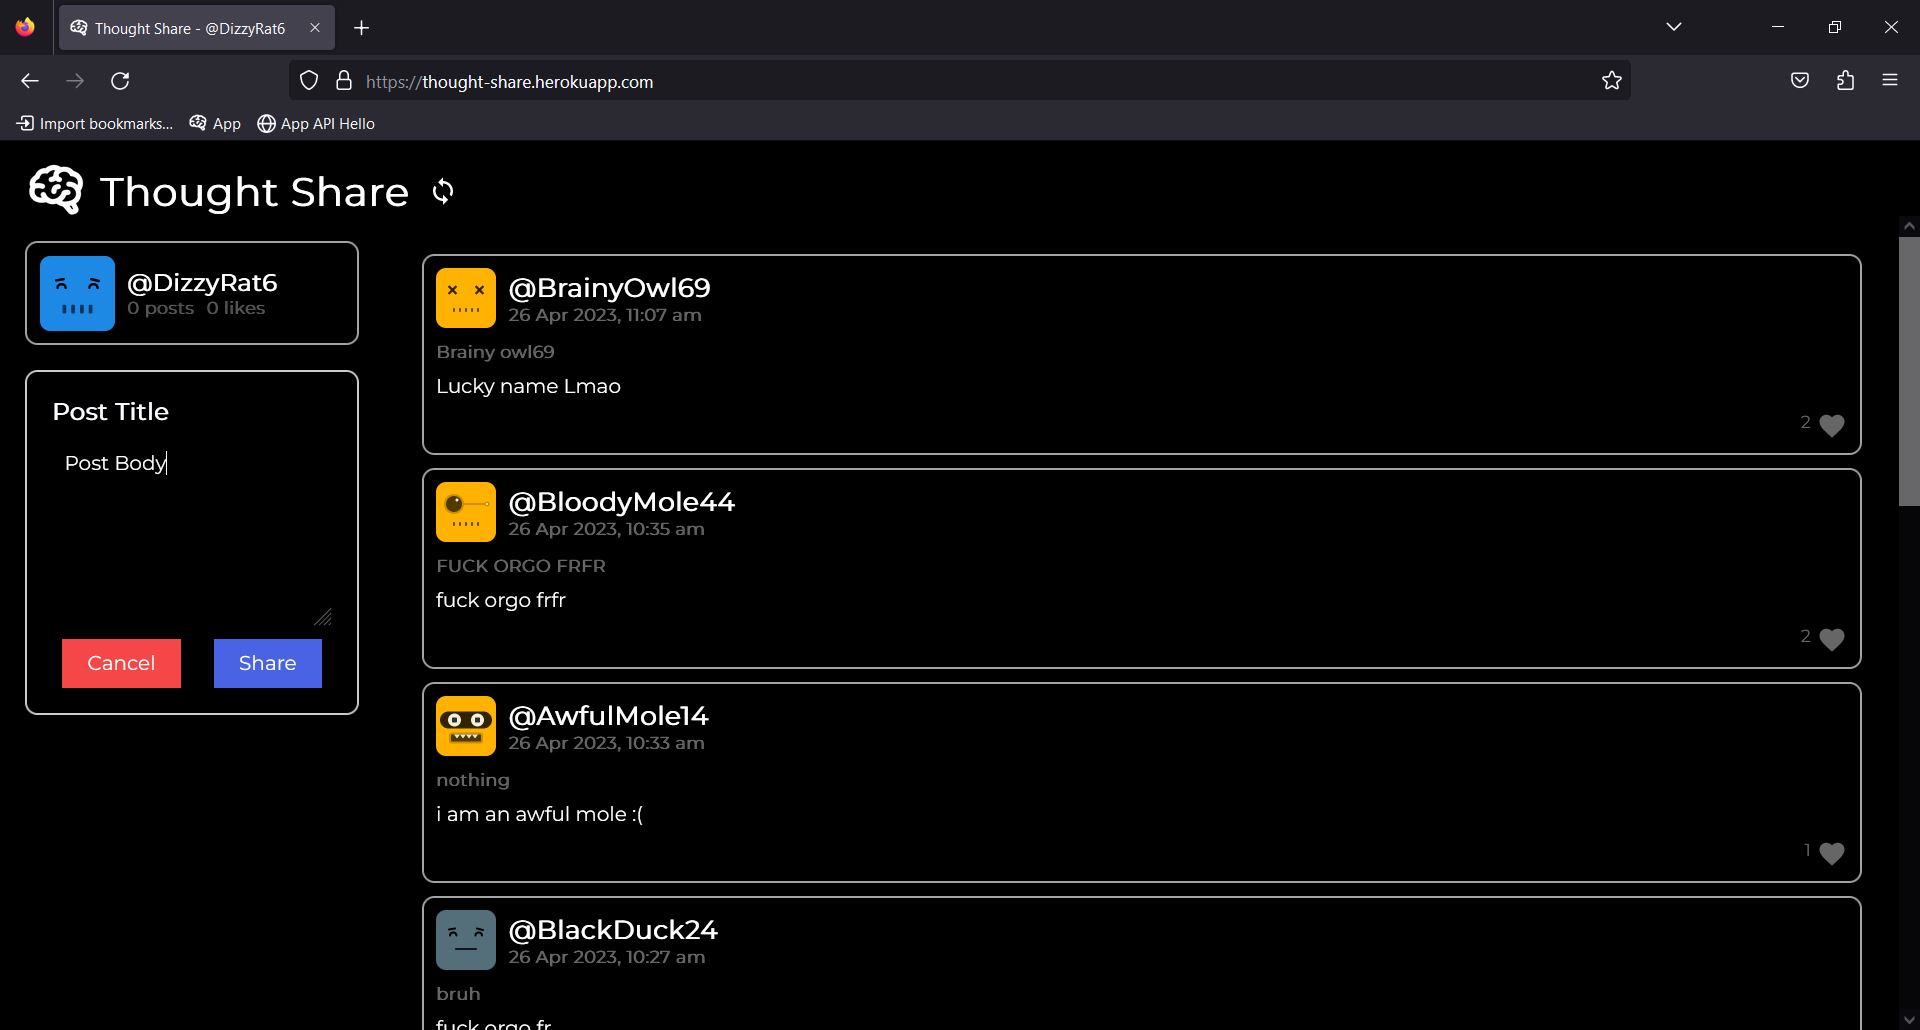 Thought Share - @DizzyRat6
https://thought-share.herokuapp.com
Import bookmarks...
App
App API Hello
Thought Share
@DizzyRat6
0 posts 0 likes
Post Title
Post Body
Cancel
Share
@BrainyOwl69
26 Apr 2023, 11:07 am
Brainy owl69
Lucky name Lmao
2
@BloodyMole44
26 Apr 2023, 10:35 am
FUCK ORGO FRFR
fuck orgo frfr
2
@AwfulMole14
26 Apr 2023, 10:33 am
nothing
i am an awful mole :(
1
@BlackDuck24
26 Apr 2023, 10:27 am
bruh
fuck orgo fr